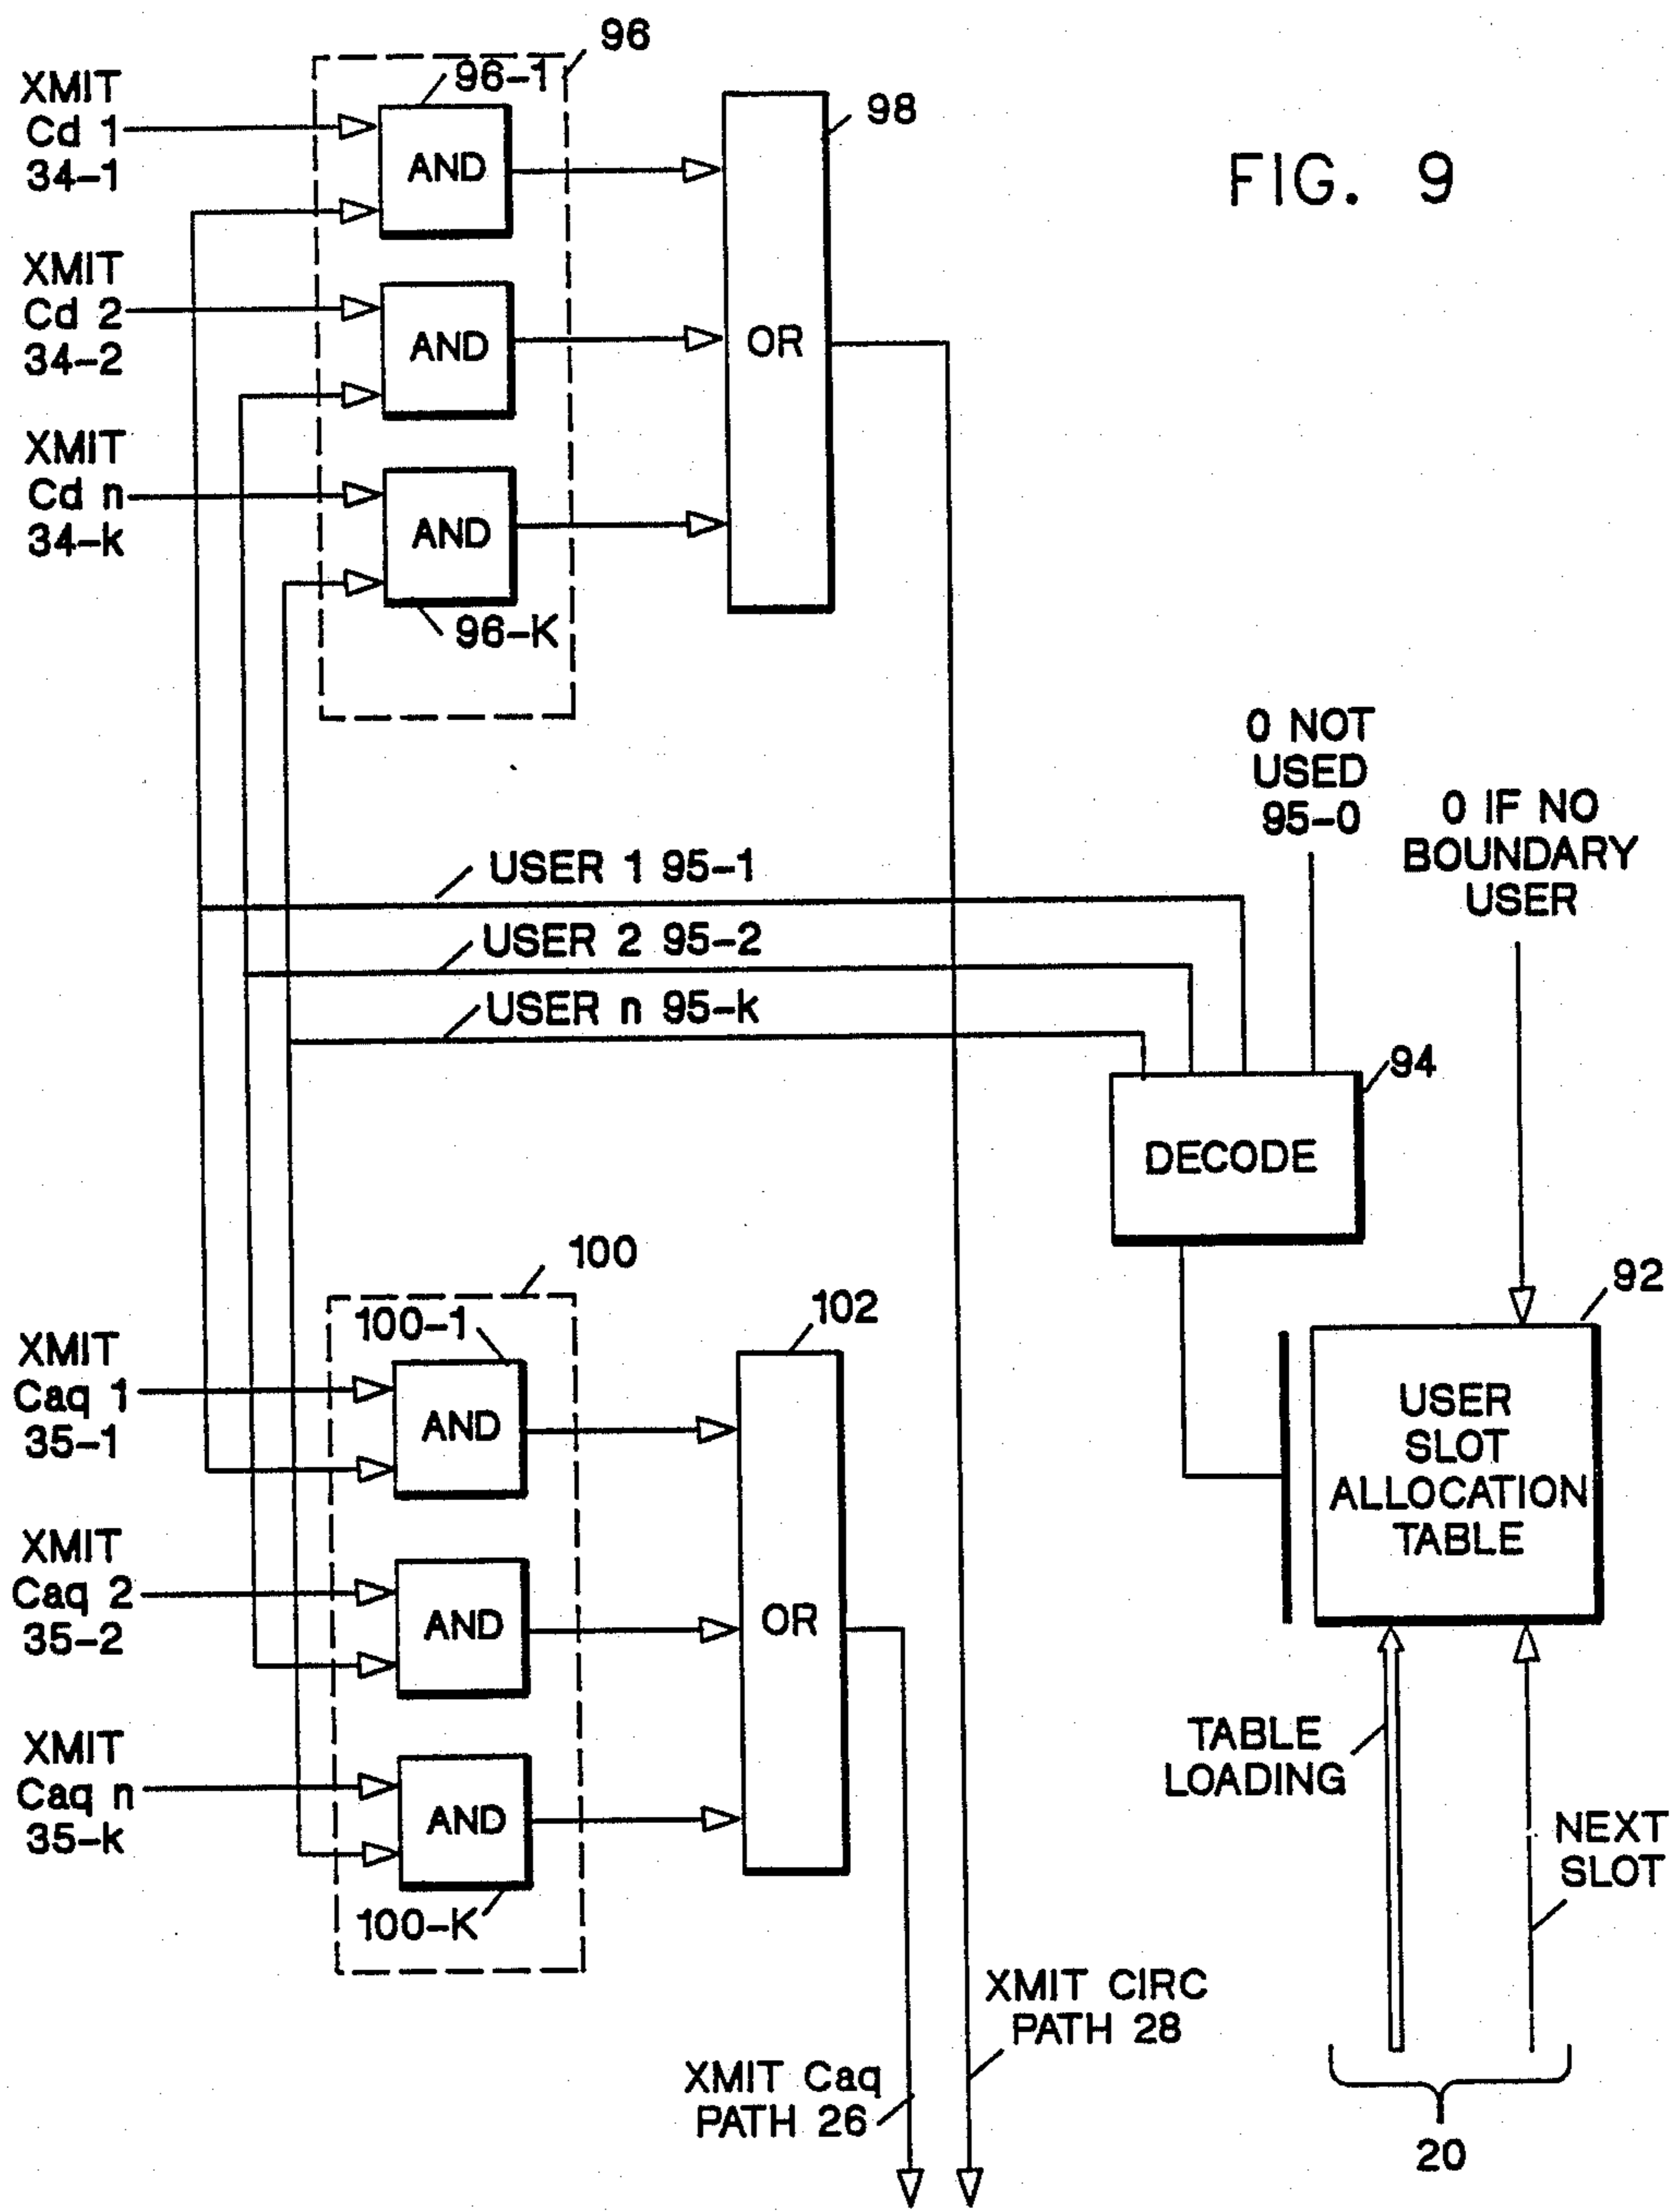 FIG. 9
96
96-1
98
XMIT
Cd 1
34-1
AND
XMIT
Cd 2
34-2
AND
OR
XMIT
Cd n
34-k
AND
96-K
0 NOT
USED
95-0
0 IF NO
BOUNDARY
USER
USER 1 95-1
USER 2 95-2
USER n 95-k
94
DECODE
92
USER
SLOT
ALLOCATION
TABLE
100
100-1
102
XMIT
Caq 1
35-1
AND
XMIT
Caq 2
35-2
AND
OR
XMIT
Caq n
35-k
AND
100-K
TABLE
LOADING
NEXT
SLOT
XMIT CIRC
PATH 28
XMIT Caq
PATH 26
20